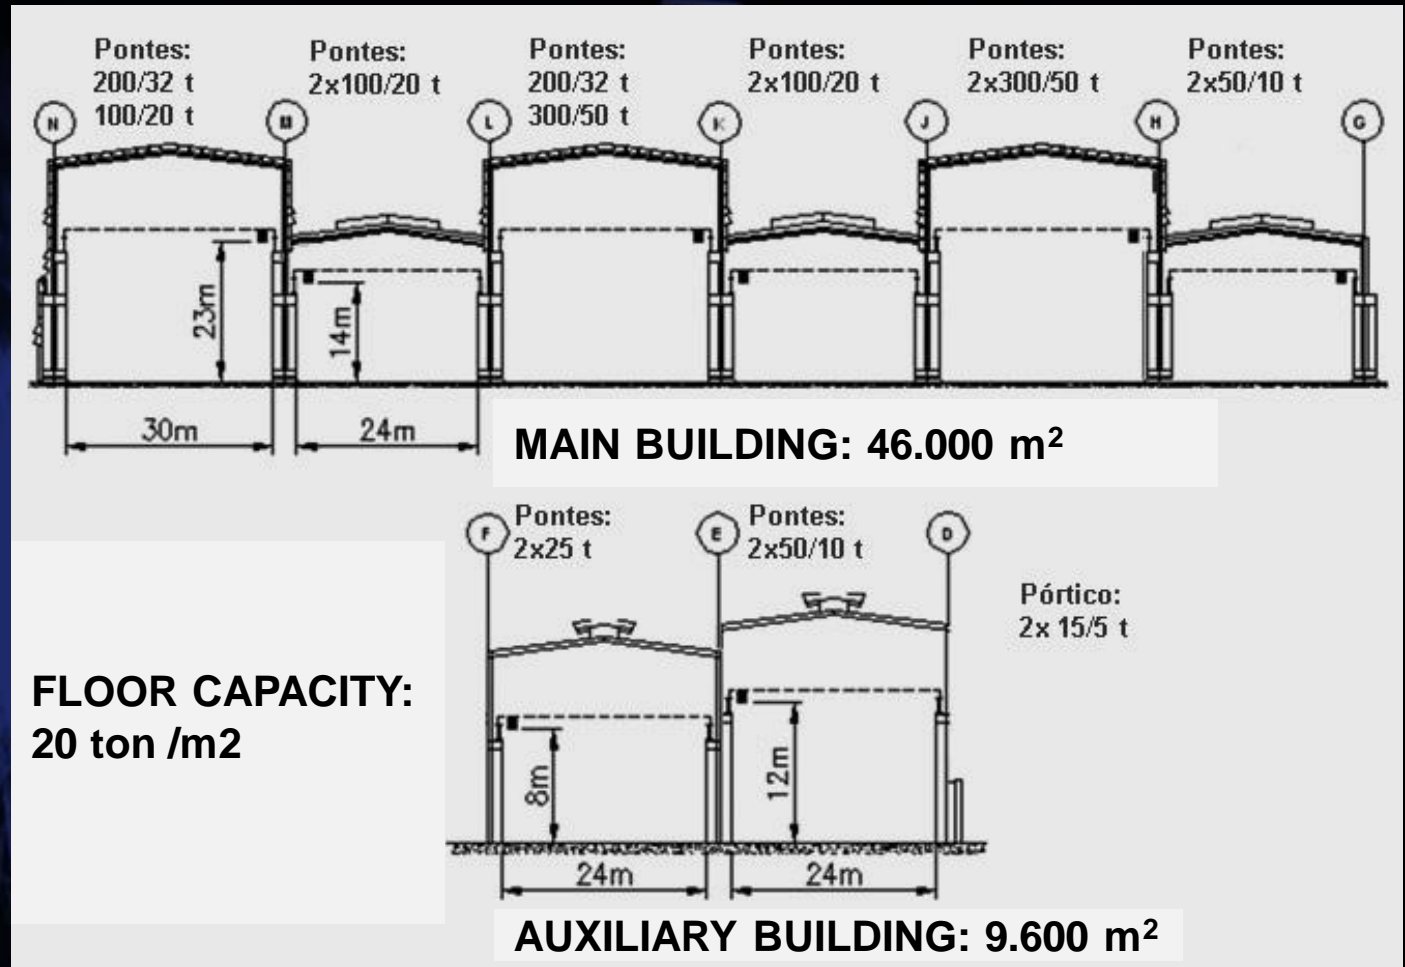 Pontes:
200/32 t
100/20 t
Pontes:
2x100/20 t
Pontes:
200/32 t
300/50 t
Pontes:
2x100/20 t
Pontes:
2x300/50 t
Pontes:
2x50/10 t
N
M
L
K
J
H
G
23m
14m
30m
24m
MAIN BUILDING: 46.000 m²
F
Pontes:
2x25 t
E
Pontes:
2x50/10 t
D
Pórtico:
2x 15/5 t
FLOOR CAPACITY:
20 ton /m2
8m
12m
24m
24m
AUXILIARY BUILDING: 9.600 m²